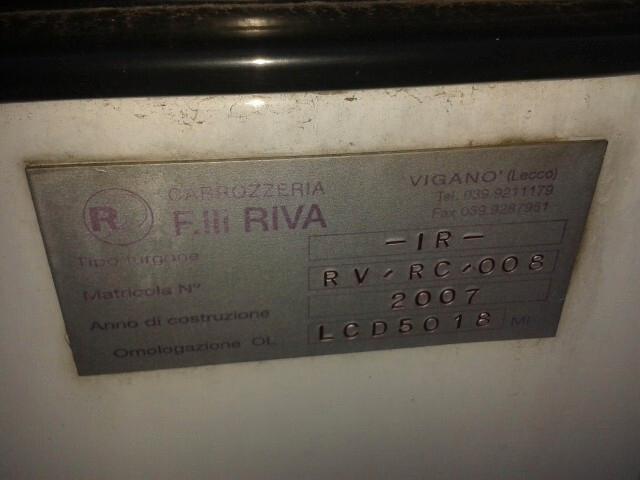 R
CARROZZERIA
F.lli RIVA
VIGANO' (Lecco)
Tel. 039.9211179
Fax 039.9287951
Tipo furgone -IR-
Matricola N° RV/RC/008
Anno di costruzione 2007
Omologazione OL LCD5018 MI